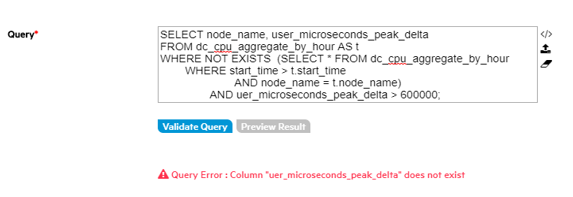 Query*
SELECT node_name, user_microseconds_peak_delta
FROM dc_cpu_aggregate_by_hour AS t
WHERE NOT EXISTS (SELECT * FROM dc_cpu_aggregate_by_hour
WHERE start_time > t.start_time
AND node_name = t.node_name)
AND uer_microseconds_peak_delta > 600000;
</>
Validate Query Preview Result
Query Error : Column "uer_microseconds_peak_delta" does not exist